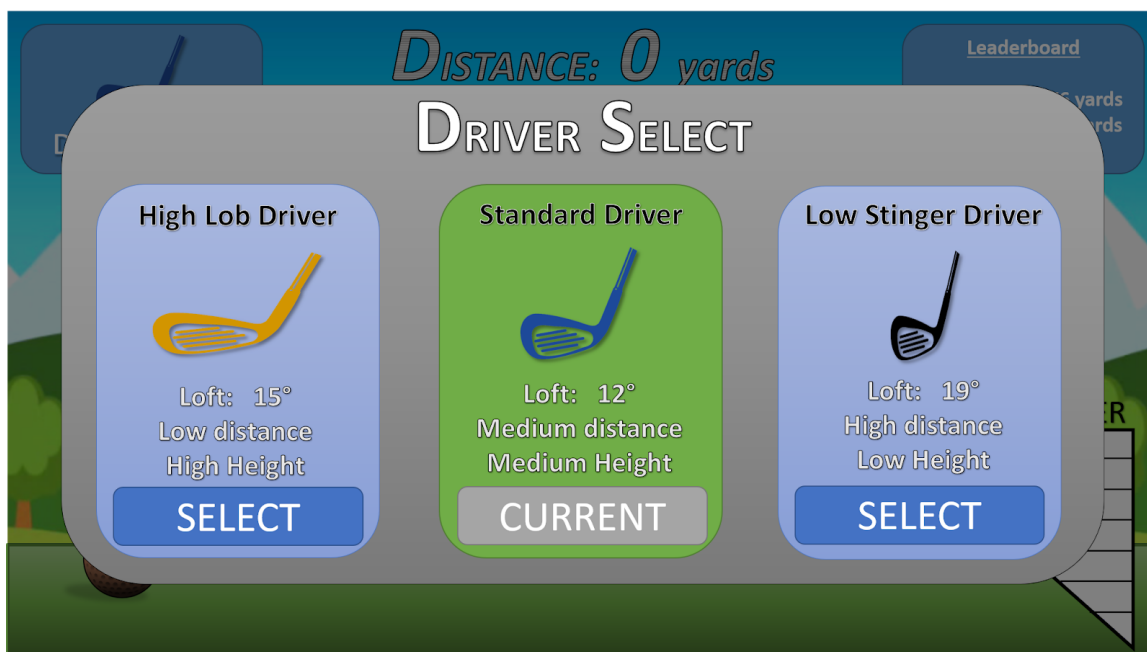 DISTANCE: 0 yards
Leaderboard
yards
DRIVER SELECT
High Lob Driver
Loft: 15°
Low distance
High Height
SELECT
Standard Driver
Loft: 12°
Medium distance
Medium Height
CURRENT
Low Stinger Driver
Loft: 19°
High distance
Low Height
SELECT